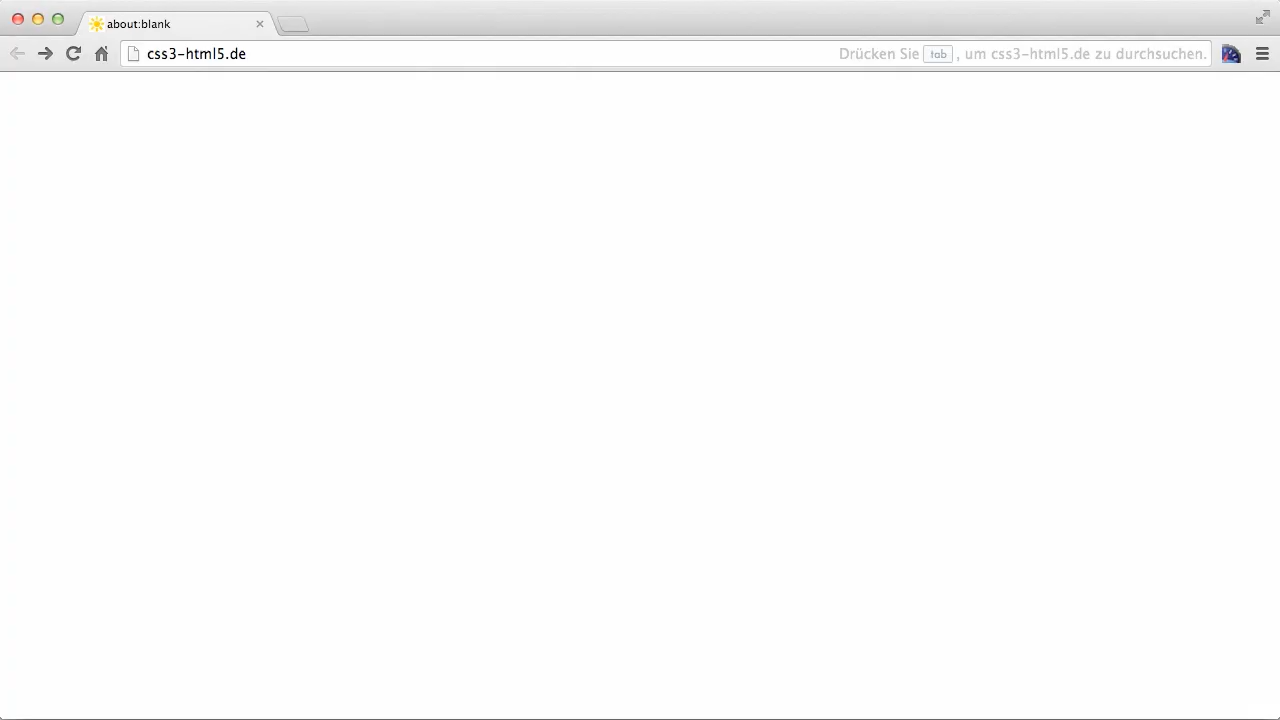 about:blank
css3-html5.de Drücken Sie tab , um css3-html5.de zu durchsuchen.